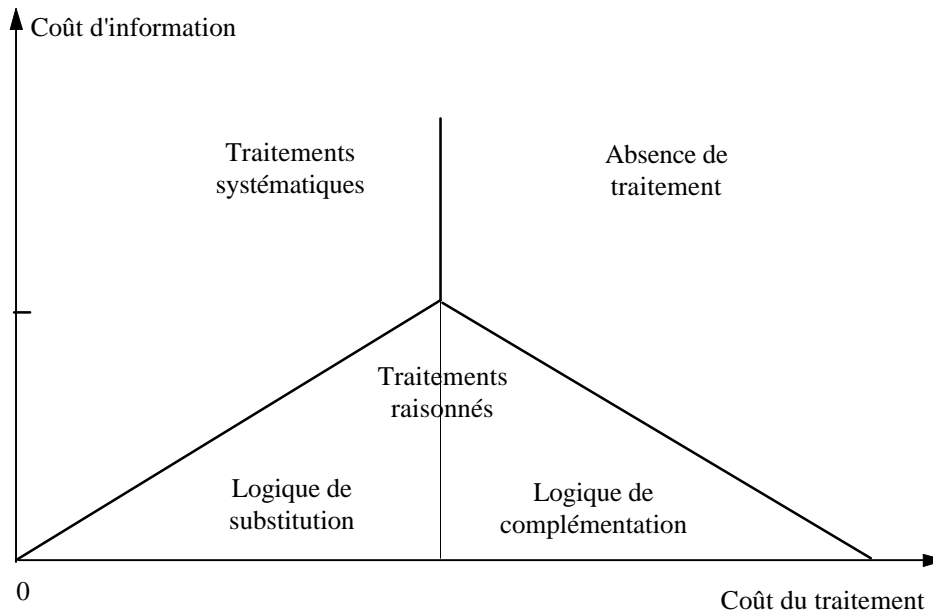 Coût d'information
Traitements
systématiques
Absence de
traitement
Traitements
raisonnés
Logique de
substitution
Logique de
complémentation
0
Coût du traitement